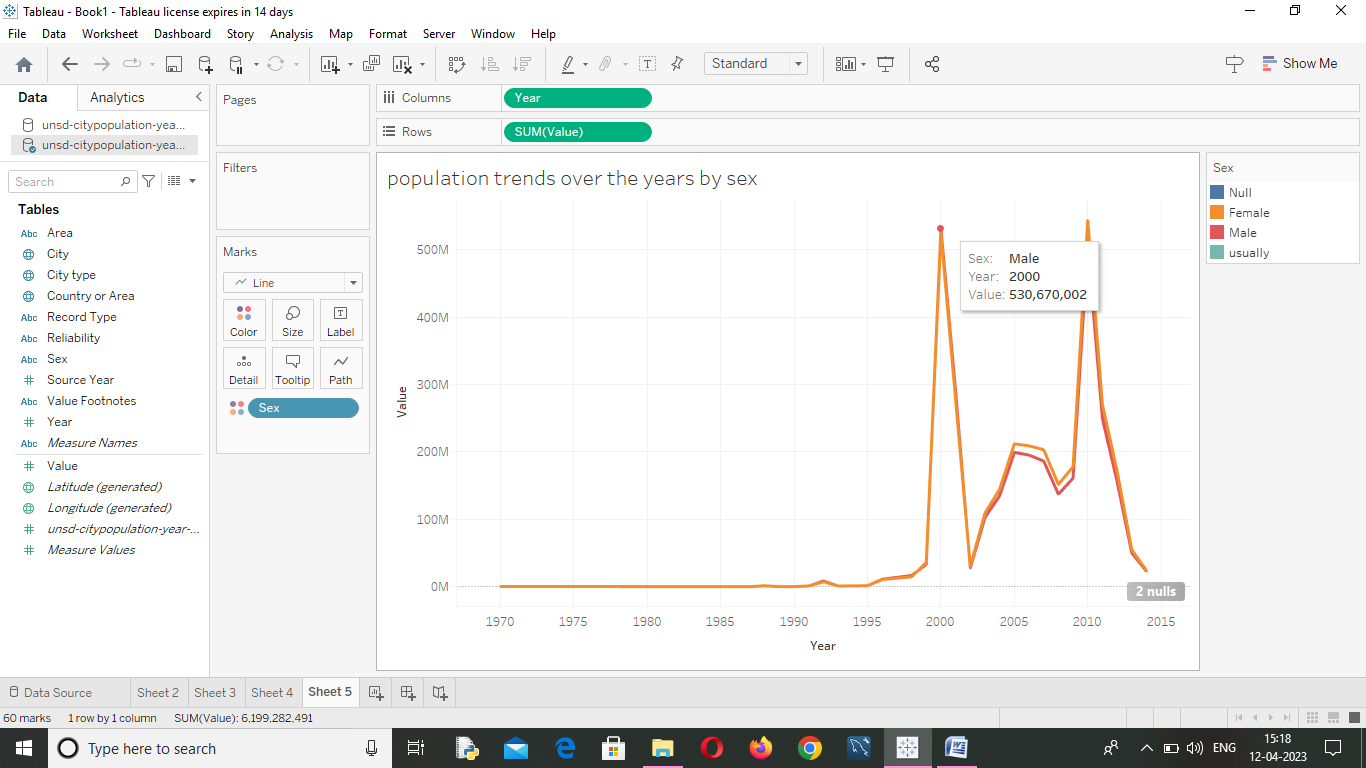 Tableau - Book1 - Tableau license expires in 14 days
File Data Worksheet Dashboard Story Analysis Map Format Server Window Help
Standard
Show Me
Data Analytics
unsd-citypopulation-yea...
unsd-citypopulation-yea...
Search
Tables
Abc Area
City
City type
Country or Area
Abc Record Type
Abc Reliability
Abc Sex
Source Year
Abc Value Footnotes
Year
Abc Measure Names
Value
Latitude (generated)
Longitude (generated)
unsd-citypopulation-year-...
Measure Values
Pages
Filters
Marks
Line
Color Size Label
Detail Tooltip Path
Sex
Columns Year
Rows SUM(Value)
population trends over the years by sex
500M
400M
300M
200M
100M
0M
Value
Sex: Male
Year: 2000
Value: 530,670,002
2 nulls
1970 1975 1980 1985 1990 1995 2000 2005 2010 2015
Year
Sex
Null
Female
Male
usually
Data Source Sheet 2 Sheet 3 Sheet 4 Sheet 5
60 marks 1 row by 1 column SUM(Value): 6,199,282,491
Type here to search
ENG
15:18
12-04-2023